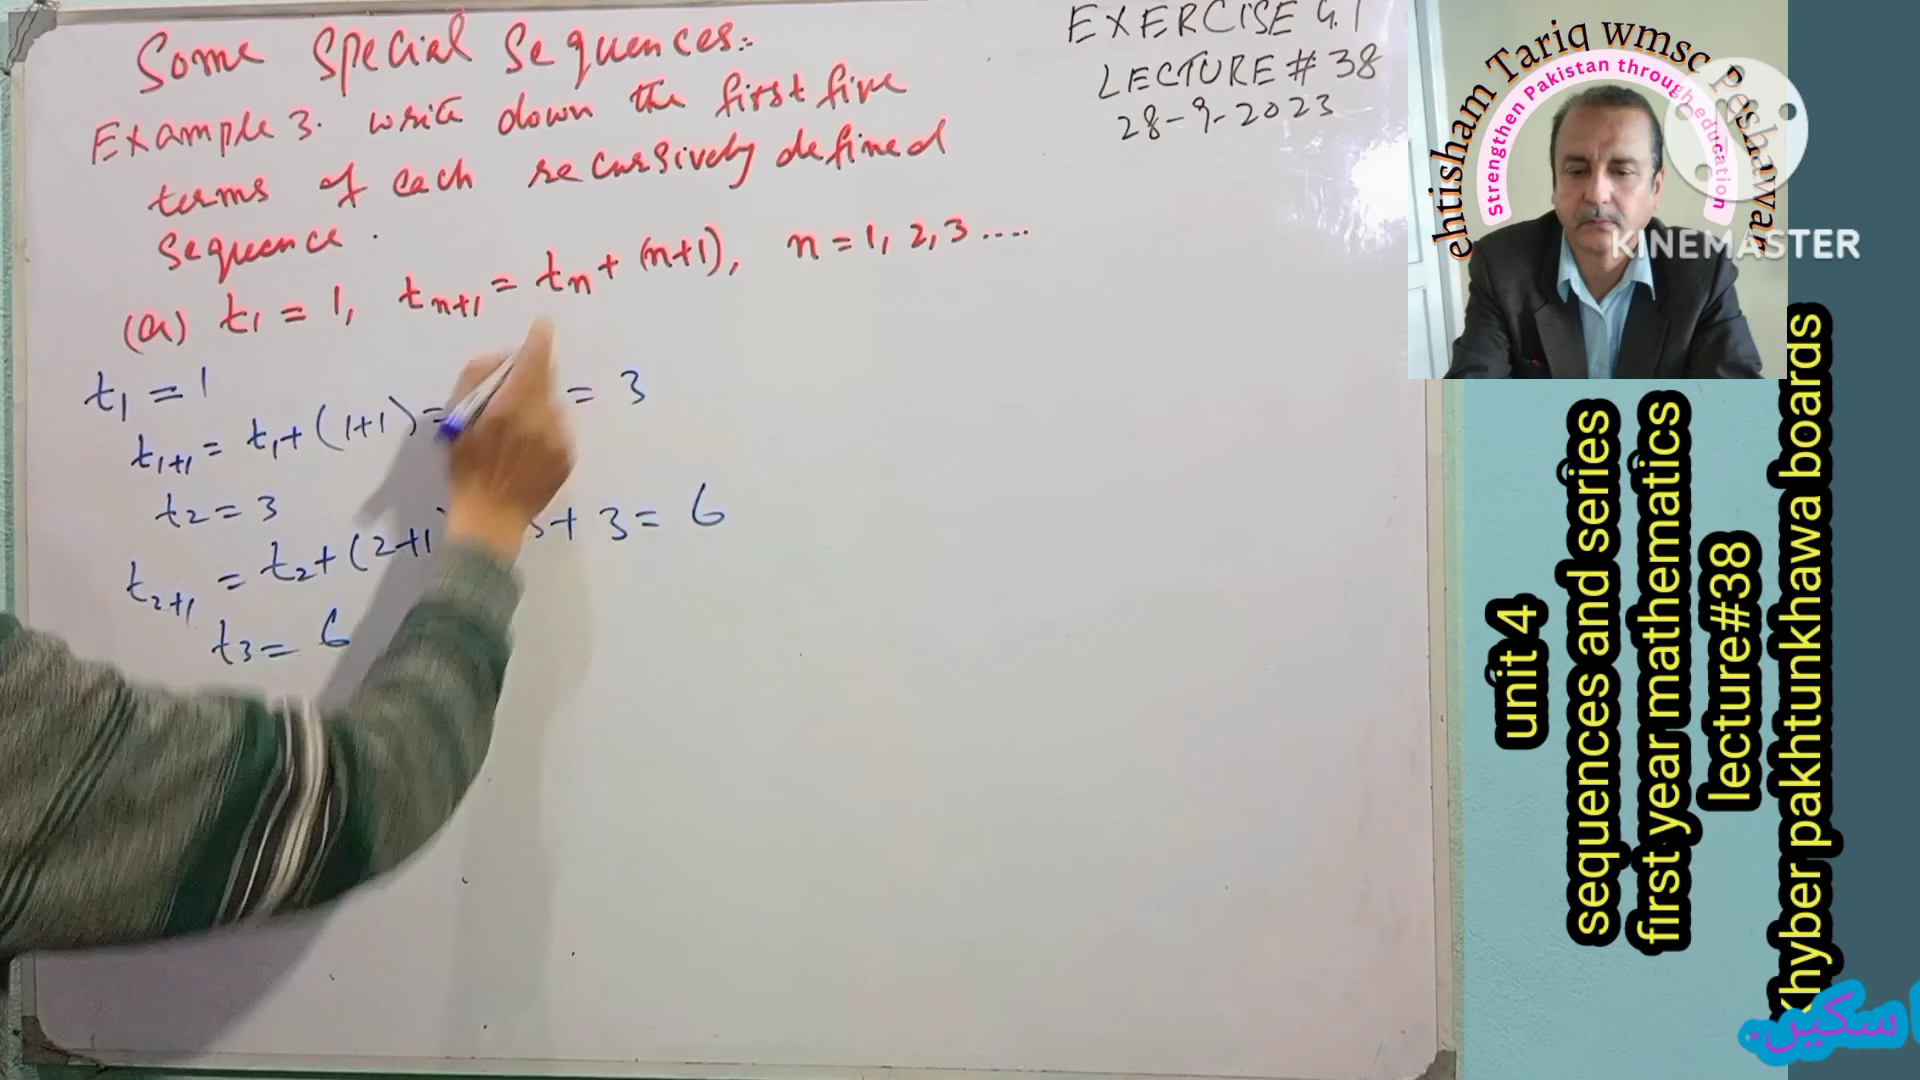 Some Special Sequences:-
Example 3. write down the first five
terms of each recursively defined
Sequence.
(a) t1 = 1, tn+1 = tn + (n+1), n = 1, 2, 3 ....
t1 = 1
t1+1 = t1 + (1+1) = = 3
t2 = 3
t2+1 = t2 + (2+1) 3 + 3 = 6
t3 = 6
EXERCISE 4.1
LECTURE # 38
28-9-2023
ehtisham Tariq wmsc Peshawar
Strengthen Pakistan through education
KINEMASTER
unit 4
sequences and series
first year mathematics
lecture#38
khyber pakhtunkhawa boards